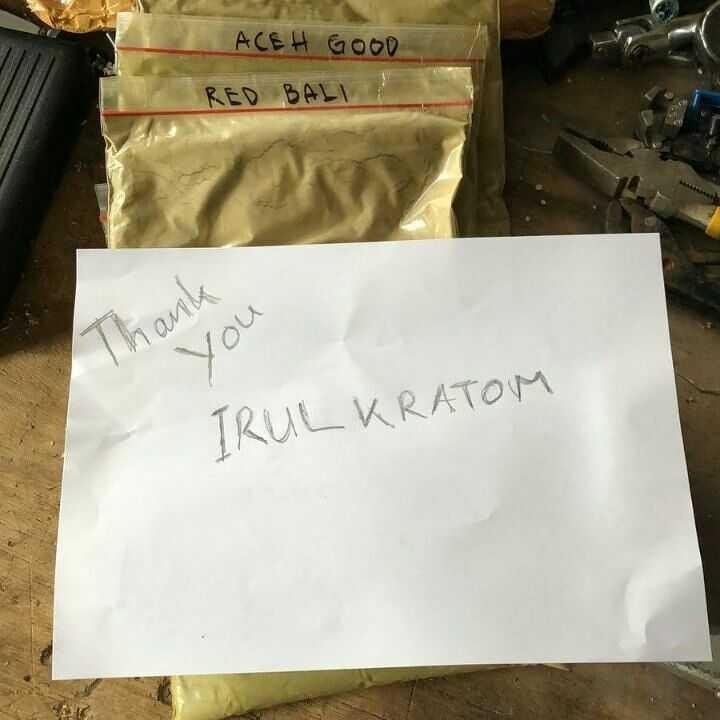 ACEH GOOD
RED BALI
Thank
You
IRUL KRATOM